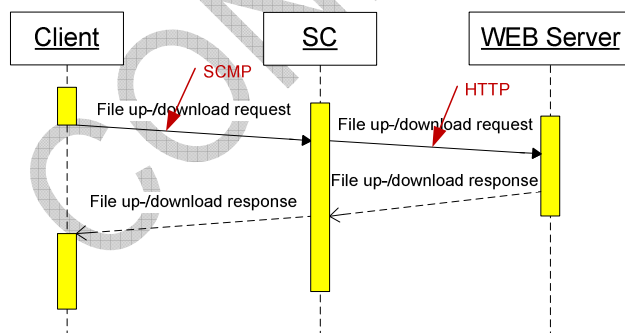 Client
SC
WEB Server
SCMP
HTTP
File up-/download request
File up-/download request
File up-/download response
File up-/download response
COM